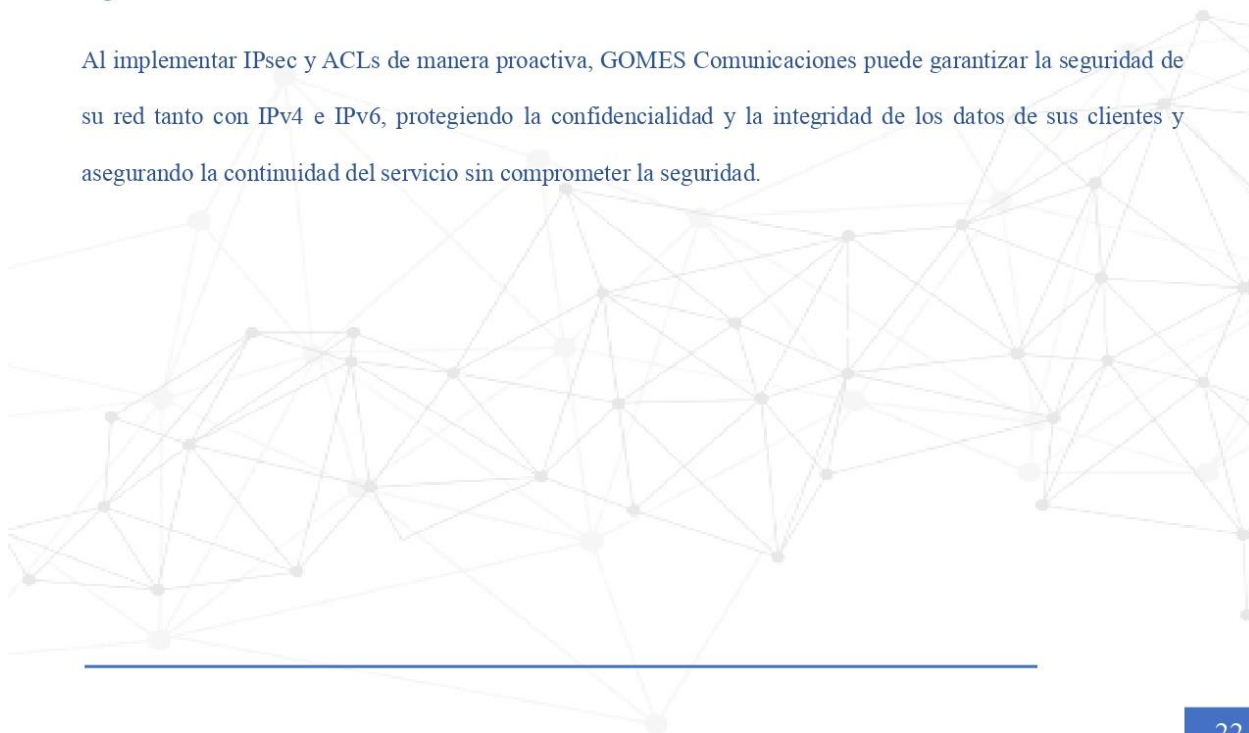 Al implementar IPsec y ACLs de manera proactiva, GOMES Comunicaciones puede garantizar la seguridad de
su red tanto con IPv4 e IPv6, protegiendo la confidencialidad y la integridad de los datos de sus clientes y
asegurando la continuidad del servicio sin comprometer la seguridad.
22